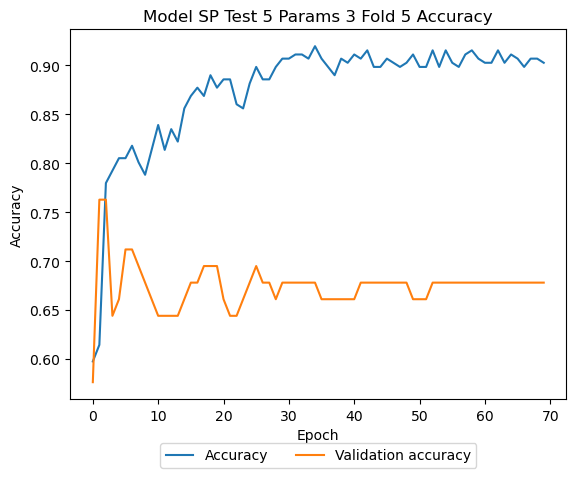 Model SP Test 5 Params 3 Fold 5 Accuracy
0.90
0.85
0.80
0.75
0.70
0.65
0.60
Accuracy
0 10 20 30 40 50 60 70
Epoch
Accuracy Validation accuracy